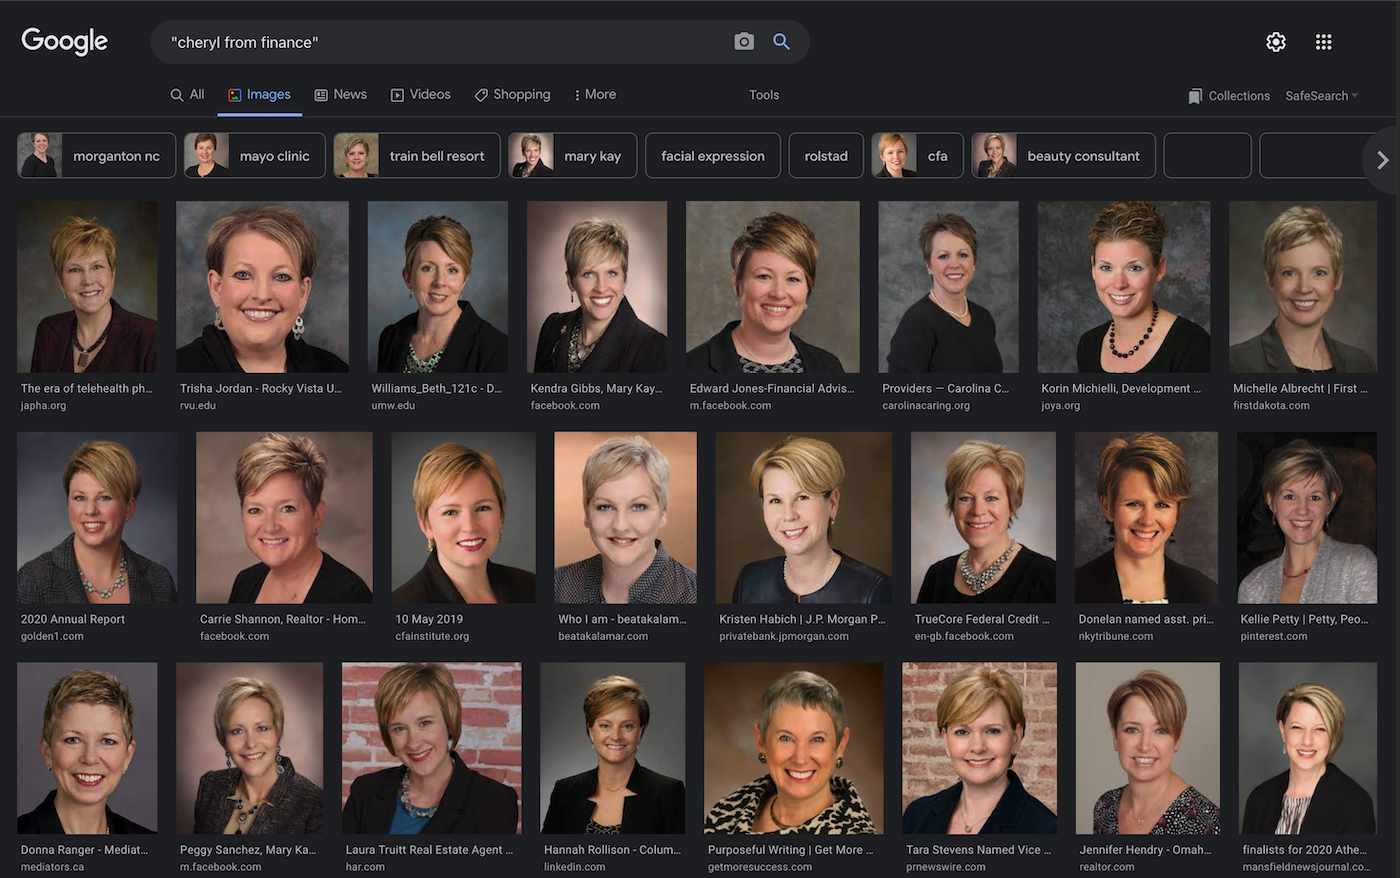 Google
"cheryl from finance"
All
Images
News
Videos
Shopping
More
Tools
Collections
SafeSearch
morganton nc
mayo clinic
train bell resort
mary kay
facial expression
rolstad
cfa
beauty consultant
The era of telehealth ph...
japha.org
Trisha Jordan - Rocky Vista U...
rvu.edu
Williams_Beth_121c - D...
umw.edu
Kendra Gibbs, Mary Kay...
facebook.com
Edward Jones-Financial Advis...
m.facebook.com
Providers — Carolina C...
carolinacaring.org
Korin Michielli, Development ...
joya.org
Michelle Albrecht | First ...
firstdakota.com
2020 Annual Report
golden1.com
Carrie Shannon, Realtor - Hom...
facebook.com
10 May 2019
cfainstitute.org
Who I am - beatakalam...
beatakalamar.com
Kristen Habich | J.P. Morgan P...
privatebank.jpmorgan.com
TrueCore Federal Credit ...
en-gb.facebook.com
Donelan named asst. pri...
nkytribune.com
Kellie Petty | Petty, Peo...
pinterest.com
Donna Ranger - Mediat...
mediators.ca
Peggy Sanchez, Mary Ka...
m.facebook.com
Laura Truitt Real Estate Agent ...
har.com
Hannah Rollison - Colum...
linkedin.com
Purposeful Writing | Get More ...
getmoresuccess.com
Tara Stevens Named Vice ...
prnewswire.com
Jennifer Hendry - Omah...
realtor.com
finalists for 2020 Athe...
mansfieldnewsjournal.co...